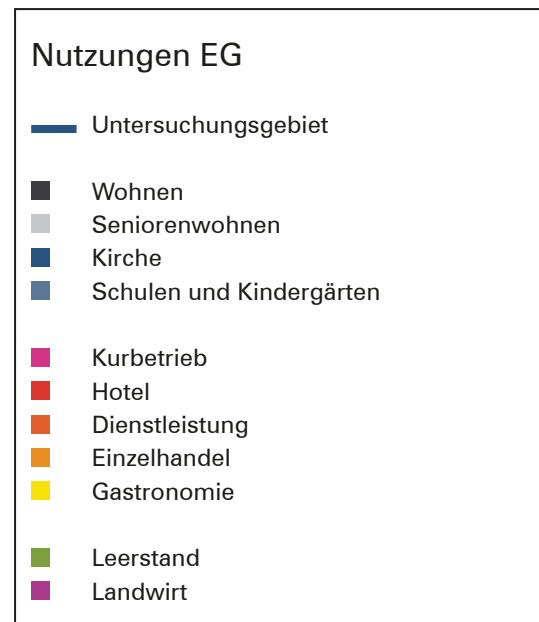 Nutzungen EG
Untersuchungsgebiet
Wohnen
Seniorenwohnen
Kirche
Schulen und Kindergärten
Kurbetrieb
Hotel
Dienstleistung
Einzelhandel
Gastronomie
Leerstand
Landwirt